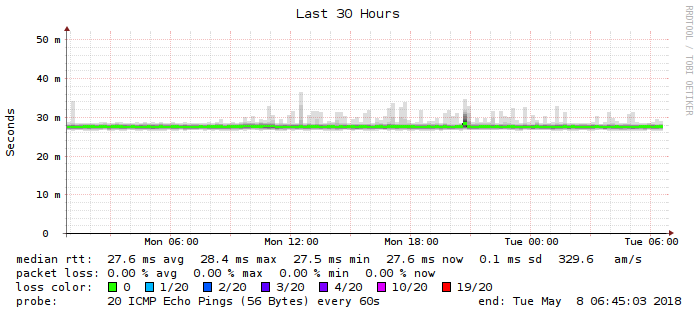 Last 30 Hours
RRDTOOL / TOBI OETIKER
Seconds
50 m
40 m
30 m
20 m
10 m
0
Mon 06:00 Mon 12:00 Mon 18:00 Tue 00:00 Tue 06:00
median rtt: 27.6 ms avg 28.4 ms max 27.5 ms min 27.6 ms now 0.1 ms sd 329.6 am/s
packet loss: 0.00 % avg 0.00 % max 0.00 % min 0.00 % now
loss color: 0 1/20 2/20 3/20 4/20 10/20 19/20
probe: 20 ICMP Echo Pings (56 Bytes) every 60s end: Tue May 8 06:45:03 2018